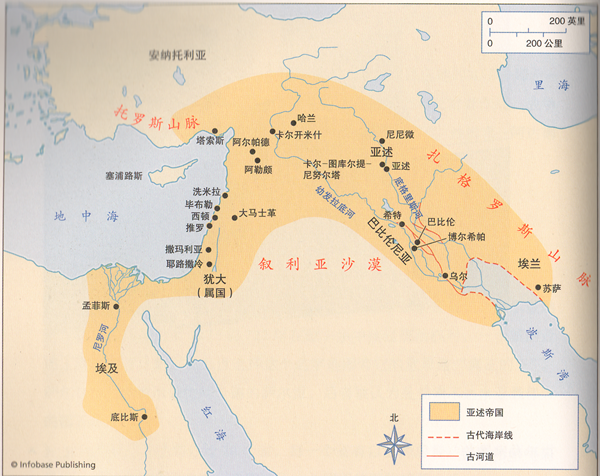 0 200 英里
0 200 公里
安纳托利亚
里海
托罗斯山脉
哈兰
塔索斯
卡尔开米什
尼尼微
阿尔帕德
亚述
阿勒颇
卡尔-图库尔提-
尼努尔塔
亚述
扎格罗斯山脉
塞浦路斯
底格里斯河
洗米拉
幼发拉底河
毕布勒
地中海
西顿
大马士革
希特
巴比伦
推罗
巴比伦尼亚
博尔希帕
撒玛利亚
叙利亚沙漠
埃兰
耶路撒冷
乌尔
犹大
(属国)
苏萨
孟菲斯
波斯湾
尼罗河
埃及
红海
底比斯
北
亚述帝国
古代海岸线
古河道
© Infobase Publishing